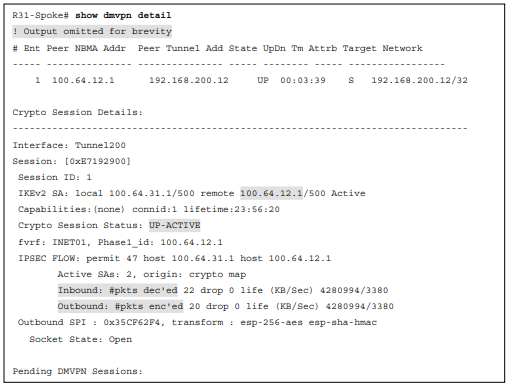 R31-Spoke# show dmvpn detail
! Output omitted for brevity
# Ent Peer NBMA Addr Peer Tunnel Add State UpDn Tm Attrb Target Network
----- --------------- --------------- ----- -------- ----- -----------------
1 100.64.12.1 192.168.200.12 UP 00:03:39 S 192.168.200.12/32
Crypto Session Details:
--------------------------------------------------------------------------------
Interface: Tunnel200
Session: [0xE7192900]
Session ID: 1
IKEv2 SA: local 100.64.31.1/500 remote 100.64.12.1/500 Active
Capabilities:(none) connid:1 lifetime:23:56:20
Crypto Session Status: UP-ACTIVE
fvrf: INET01, Phase1_id: 100.64.12.1
IPSEC FLOW: permit 47 host 100.64.31.1 host 100.64.12.1
Active SAs: 2, origin: crypto map
Inbound: #pkts dec'ed 22 drop 0 life (KB/Sec) 4280994/3380
Outbound: #pkts enc'ed 20 drop 0 life (KB/Sec) 4280994/3380
Outbound SPI : 0x35CF62F4, transform : esp-256-aes esp-sha-hmac
Socket State: Open
Pending DMVPN Sessions: